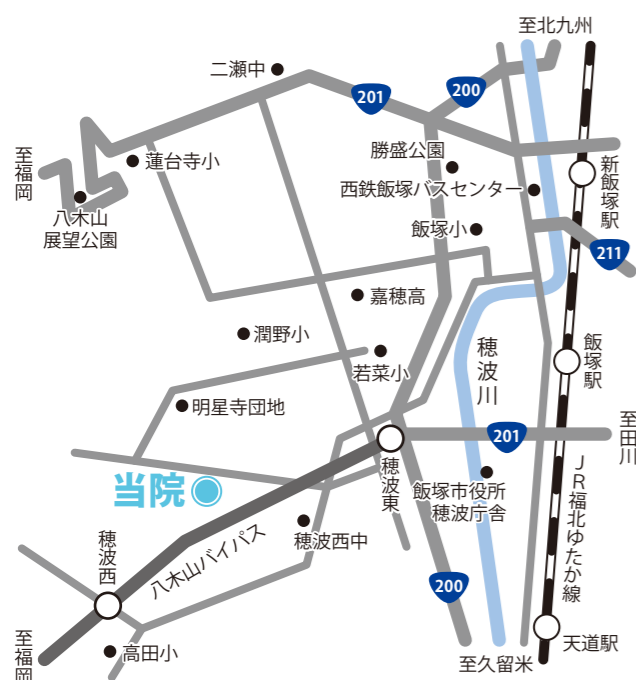 至北九州
二瀬中
201
200
勝盛公園
至福岡
蓮台寺小
西鉄飯塚バスセンター
新飯塚駅
八木山
展望公園
飯塚小
211
嘉穂高
潤野小
穂波川
飯塚駅
若菜小
明星寺団地
至田川
201
穂波東
当院
飯塚市役所
穂波庁舎
JR福北ゆたか線
穂波西中
八木山バイパス
穂波西
200
天道駅
至福岡
高田小
至久留米